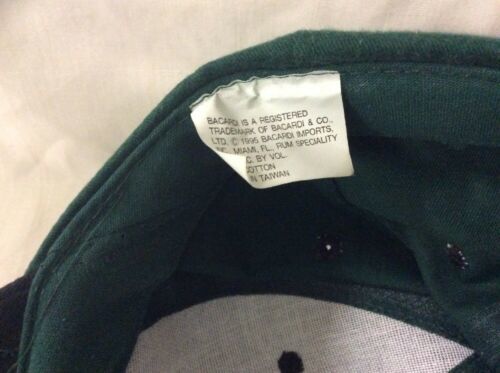 BACARDI IS A REGISTERED
TRADEMARK OF BACARDI & CO.,
LTD. © 1995 BACARDI IMPORTS,
INC. MIAMI, FL., RUM SPECIALITY
C. BY VOL.
COTTON
IN TAIWAN